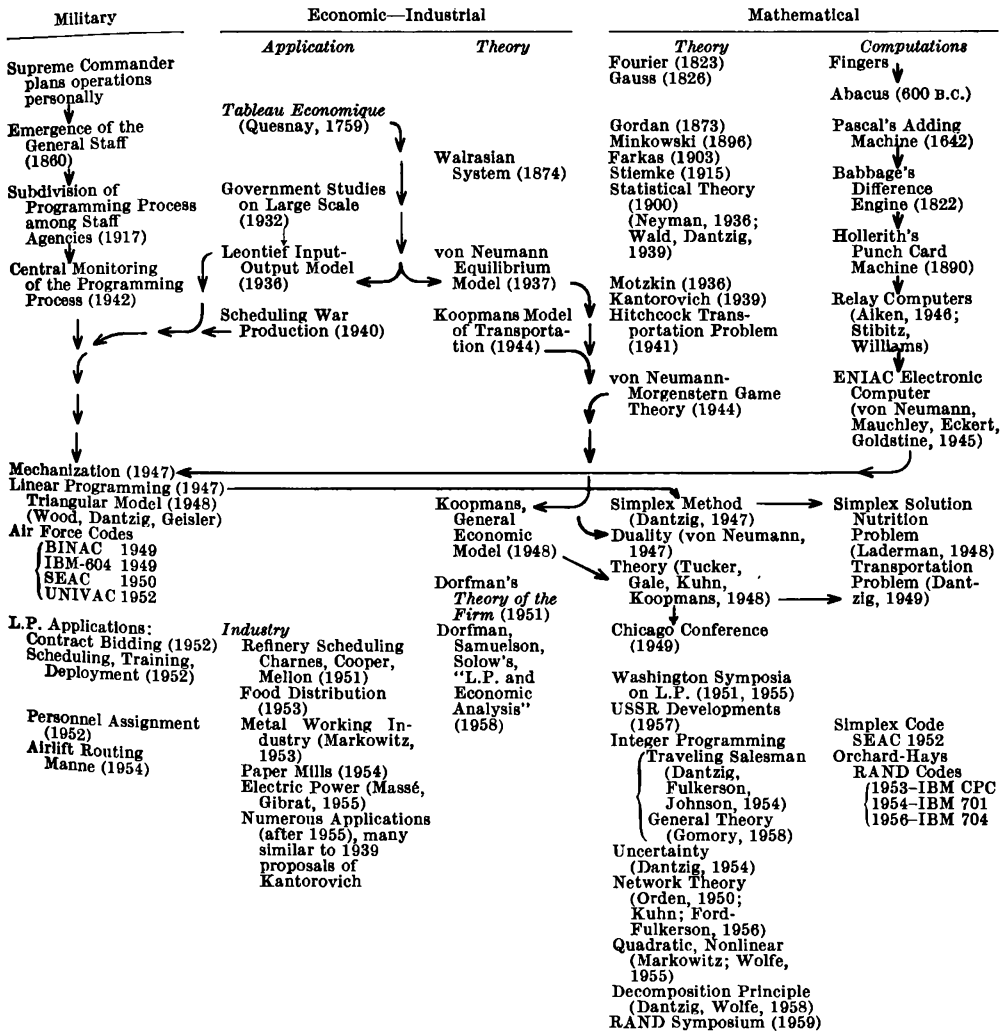 Military
Economic—Industrial
Mathematical
Application
Theory
Theory
Computations
Supreme Commander
plans operations
personally
Emergence of the
General Staff
(1860)
Subdivision of
Programming Process
among Staff
Agencies (1917)
Central Monitoring
of the Programming
Process (1942)
Mechanization (1947)
Linear Programming (1947)
Triangular Model (1948)
(Wood, Dantzig, Geisler)
Air Force Codes
BINAC 1949
IBM-604 1949
SEAC 1950
UNIVAC 1952
L.P. Applications:
Contract Bidding (1952)
Scheduling, Training,
Deployment (1952)
Personnel Assignment
(1952)
Airlift Routing
Manne (1954)
Tableau Economique
(Quesnay, 1759)
Government Studies
on Large Scale
(1932)
Leontief Input-
Output Model
(1936)
Scheduling War
Production (1940)
Industry
Refinery Scheduling
Charnes, Cooper,
Mellon (1951)
Food Distribution
(1953)
Metal Working In-
dustry (Markowitz,
1953)
Paper Mills (1954)
Electric Power (Massé,
Gibrat, 1955)
Numerous Applications
(after 1955), many
similar to 1939
proposals of
Kantorovich
Walrasian
System (1874)
von Neumann
Equilibrium
Model (1937)
Koopmans Model
of Transporta-
tion (1944)
Koopmans,
General
Economic
Model (1948)
Dorfman's
Theory of the
Firm (1951)
Dorfman,
Samuelson,
Solow's,
"L.P. and
Economic
Analysis"
(1958)
Fourier (1823)
Gauss (1826)
Gordan (1873)
Minkowski (1896)
Farkas (1903)
Stiemke (1915)
Statistical Theory
(1900)
(Neyman, 1936;
Wald, Dantzig,
1939)
Motzkin (1936)
Kantorovich (1939)
Hitchcock Trans-
portation Problem
(1941)
von Neumann-
Morgenstern Game
Theory (1944)
Simplex Method
(Dantzig, 1947)
Duality (von Neumann,
1947)
Theory (Tucker,
Gale, Kuhn,
Koopmans, 1948)
Chicago Conference
(1949)
Washington Symposia
on L.P. (1951, 1955)
USSR Developments
(1957)
Integer Programming
Traveling Salesman
(Dantzig,
Fulkerson,
Johnson, 1954)
General Theory
(Gomory, 1958)
Uncertainty
(Dantzig, 1954)
Network Theory
(Orden, 1950;
Kuhn; Ford-
Fulkerson, 1956)
Quadratic, Nonlinear
(Markowitz; Wolfe,
1955)
Decomposition Principle
(Dantzig, Wolfe, 1958)
RAND Symposium (1959)
Fingers
Abacus (600 B.C.)
Pascal's Adding
Machine (1642)
Babbage's
Difference
Engine (1822)
Hollerith's
Punch Card
Machine (1890)
Relay Computers
(Aiken, 1946;
Stibitz,
Williams)
ENIAC Electronic
Computer
(von Neumann,
Mauchley, Eckert,
Goldstine, 1945)
Simplex Solution
Nutrition
Problem
(Laderman, 1948)
Transportation
Problem (Dant-
zig, 1949)
Simplex Code
SEAC 1952
Orchard-Hays
RAND Codes
1953-IBM CPC
1954-IBM 701
1956-IBM 704